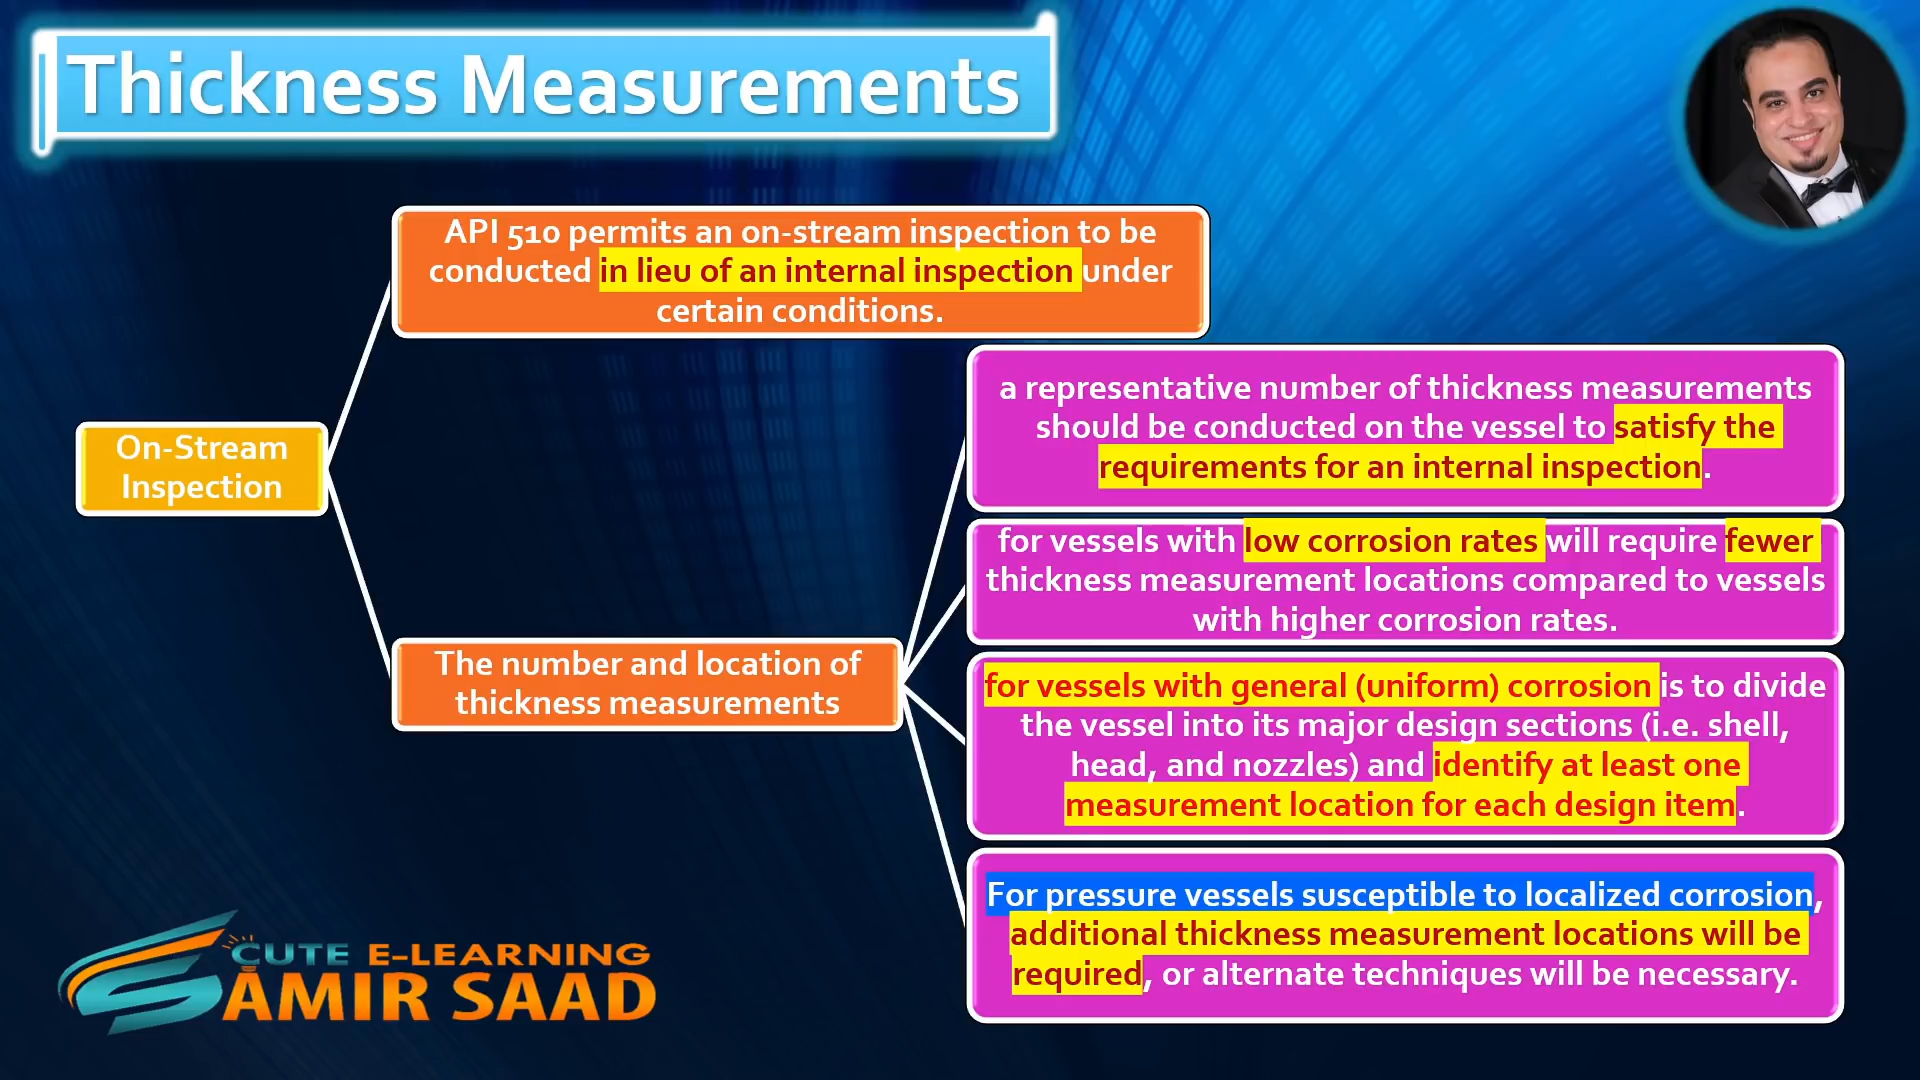 Thickness Measurements
API 510 permits an on-stream inspection to be
conducted in lieu of an internal inspection under
certain conditions.
On-Stream
Inspection
The number and location of
thickness measurements
a representative number of thickness measurements
should be conducted on the vessel to satisfy the
requirements for an internal inspection.
for vessels with low corrosion rates will require fewer
thickness measurement locations compared to vessels
with higher corrosion rates.
for vessels with general (uniform) corrosion is to divide
the vessel into its major design sections (i.e. shell,
head, and nozzles) and identify at least one
measurement location for each design item.
For pressure vessels susceptible to localized corrosion,
additional thickness measurement locations will be
required, or alternate techniques will be necessary.
CUTE E-LEARNING
AMIR SAAD